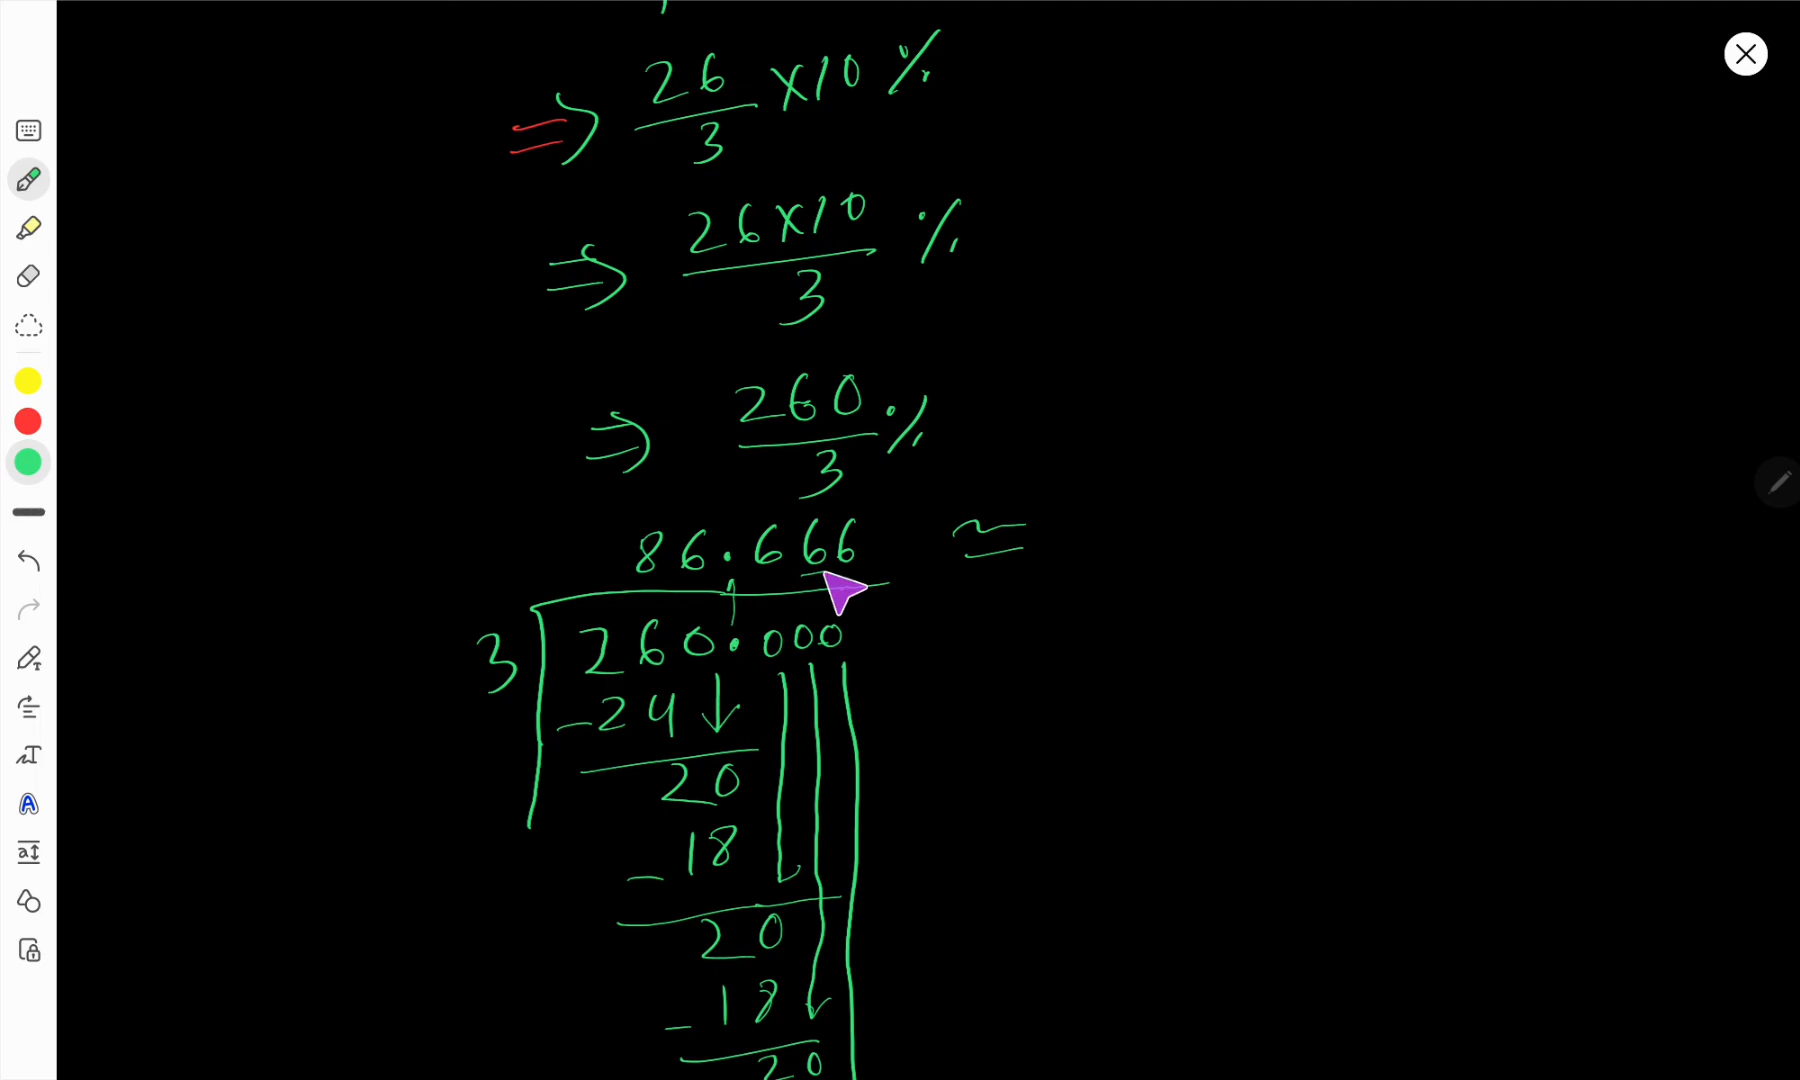 ⇒ 26/3 ×10 %
⇒ 26×10/3 %
⇒ 260/3 %
86.666 ≃
3 260.000
-24
20
-18
20
-18
20